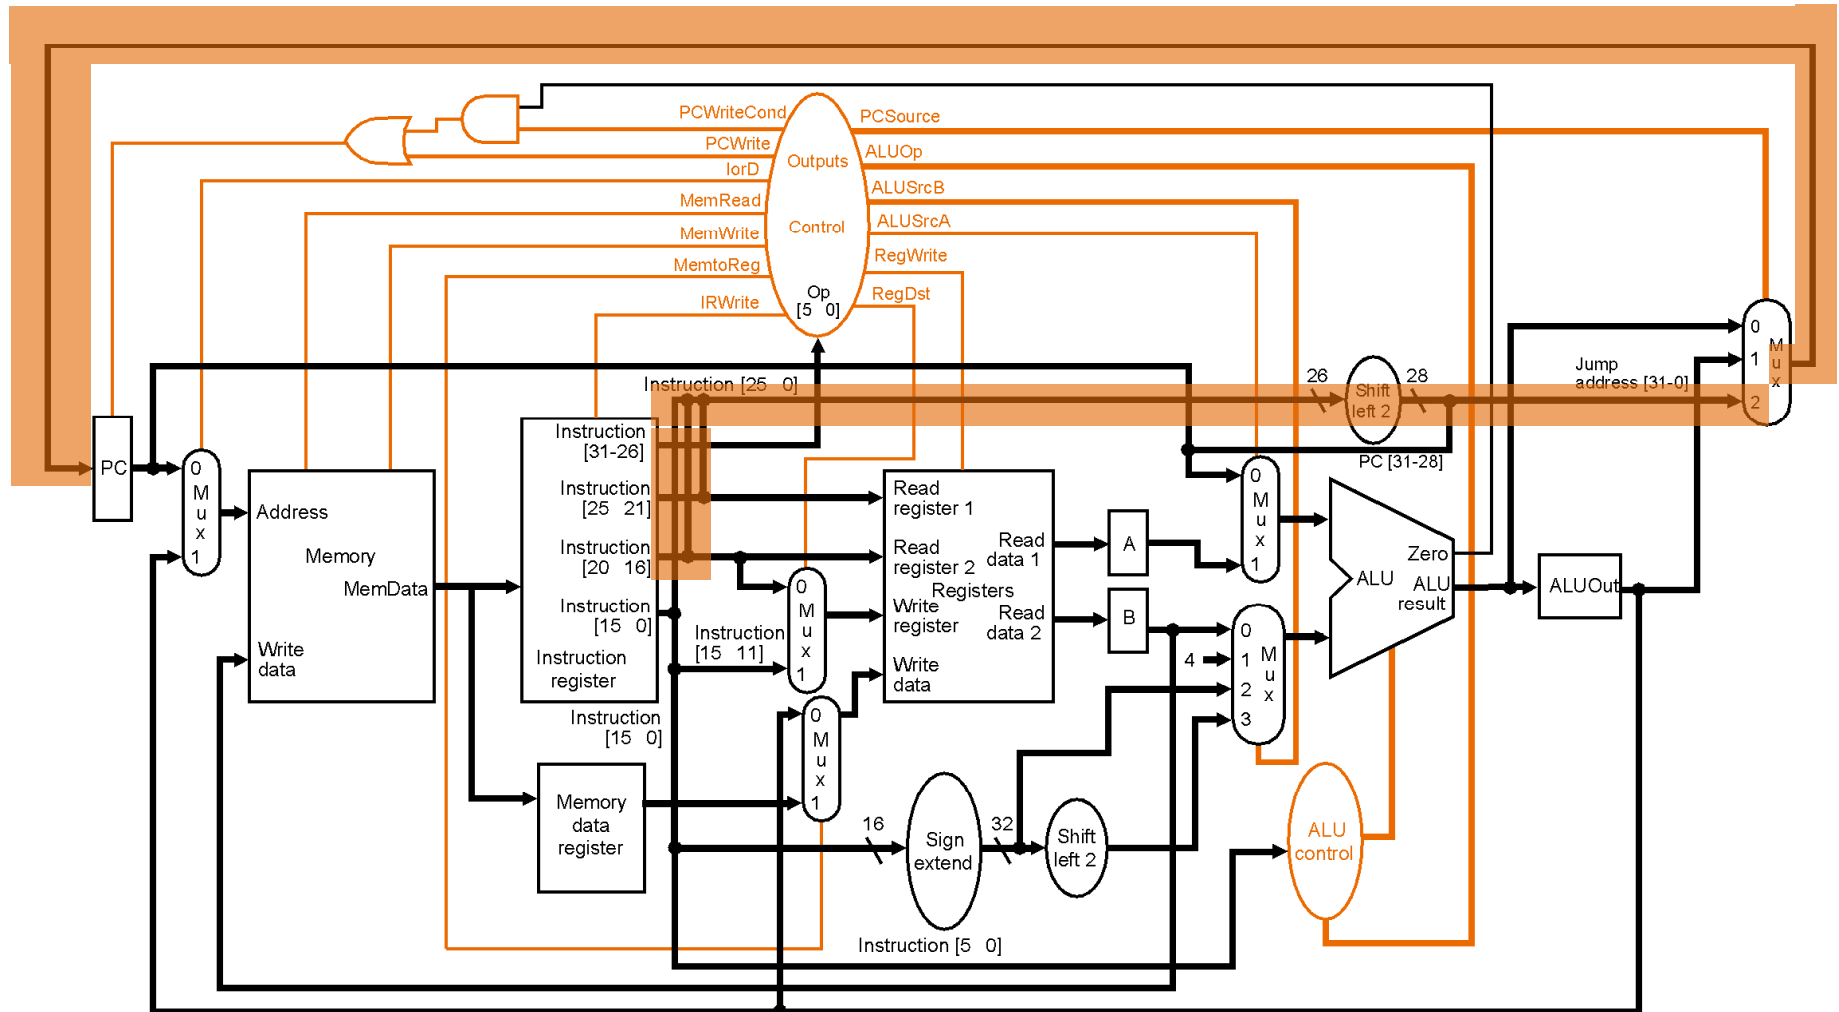 PCWriteCond
PCSource
PCWrite
ALUOp
Outputs
IorD
ALUSrcB
MemRead
ALUSrcA
Control
MemWrite
RegWrite
MemtoReg
RegDst
Op
[5 0]
IRWrite
0
1
2
M
u
x
Jump
address [31-0]
Instruction [25 0]
26
Shift
left 2
28
PC [31-28]
PC
0
M
u
x
1
Address
Memory
MemData
Write
data
Instruction
[31-26]
Instruction
[25 21]
Instruction
[20 16]
Instruction
[15 0]
Instruction
register
Instruction
[15 0]
Instruction
[15 11]
0
M
u
x
1
0
M
u
x
1
Memory
data
register
Read
register 1
Read
register 2
Registers
Write
register
Write
data
Read
data 1
Read
data 2
A
B
4
0
M
u
x
1
0
1
2
3
M
u
x
Zero
ALU
ALU
result
ALUOut
16
Sign
extend
32
Shift
left 2
ALU
control
Instruction [5 0]